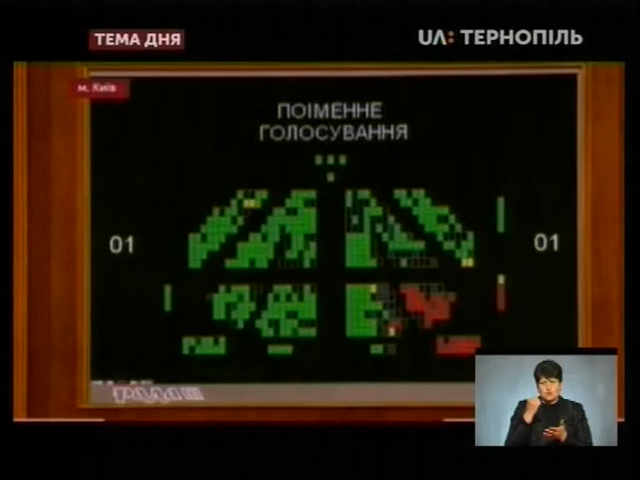 ТЕМА ДНЯ
UA: ТЕРНОПІЛЬ
м. Київ
ПОІМЕННЕ
ГОЛОСУВАННЯ
01
01